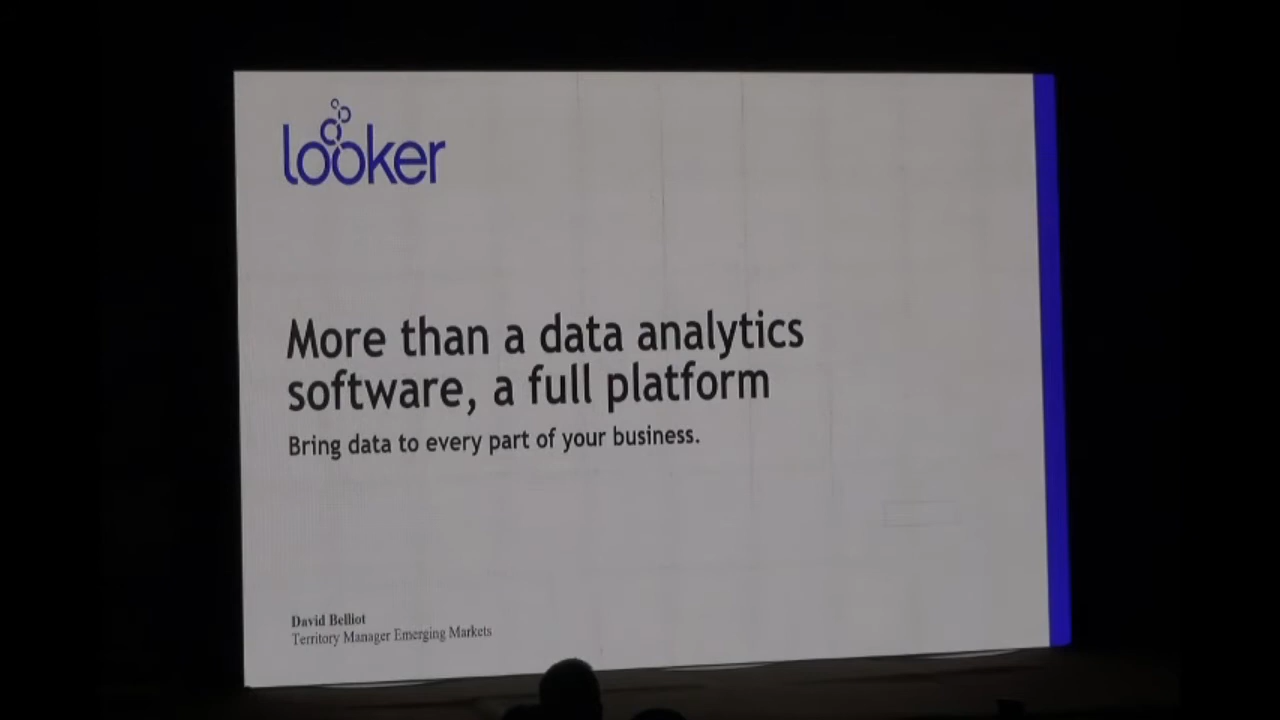 looker
More than a data analytics
software, a full platform
Bring data to every part of your business.
David Belliot
Territory Manager Emerging Markets